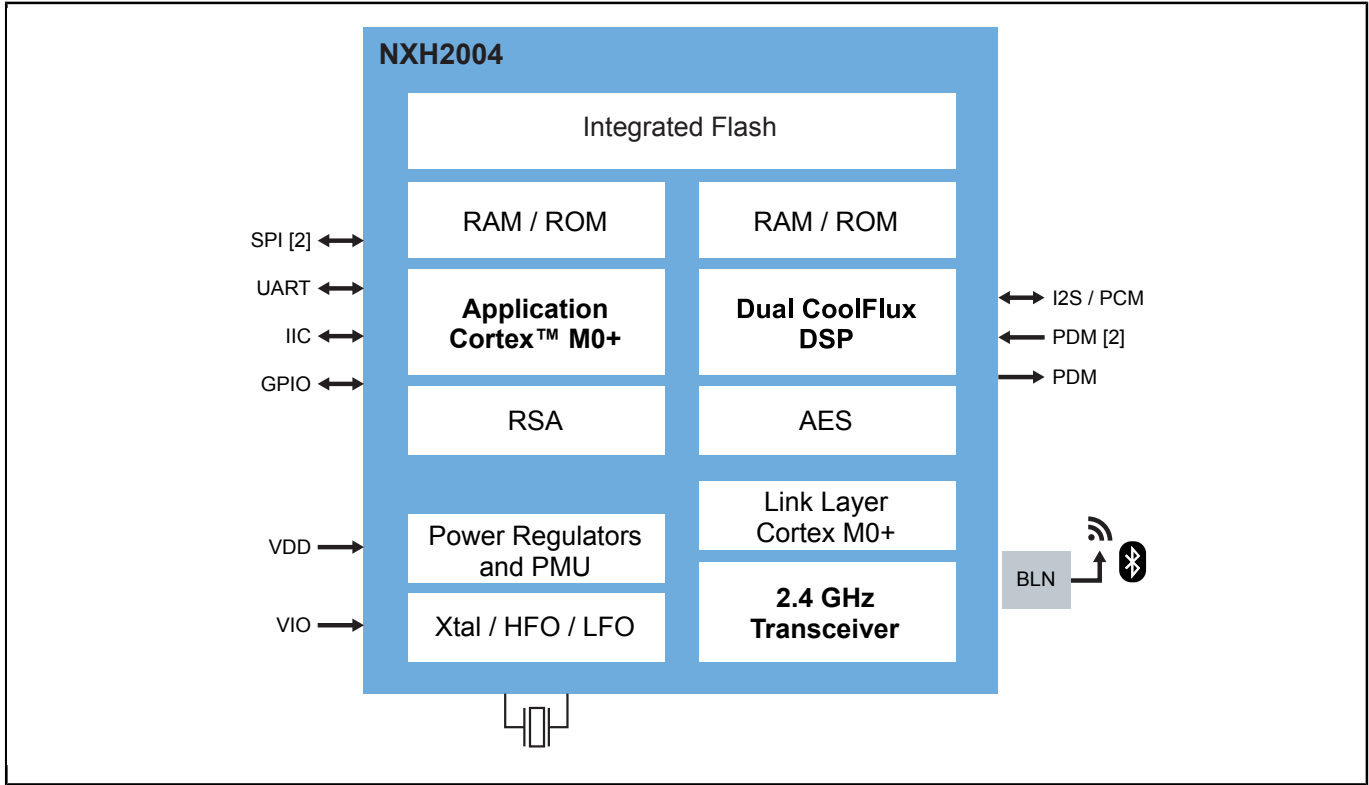 NXH2004
Integrated Flash
RAM / ROM
RAM / ROM
SPI [2]
UART
IIC
GPIO
Application
Cortex™ M0+
Dual CoolFlux
DSP
I2S / PCM
PDM [2]
PDM
RSA
AES
Link Layer
Cortex M0+
VDD
Power Regulators
and PMU
BLN
2.4 GHz
Transceiver
VIO
Xtal / HFO / LFO